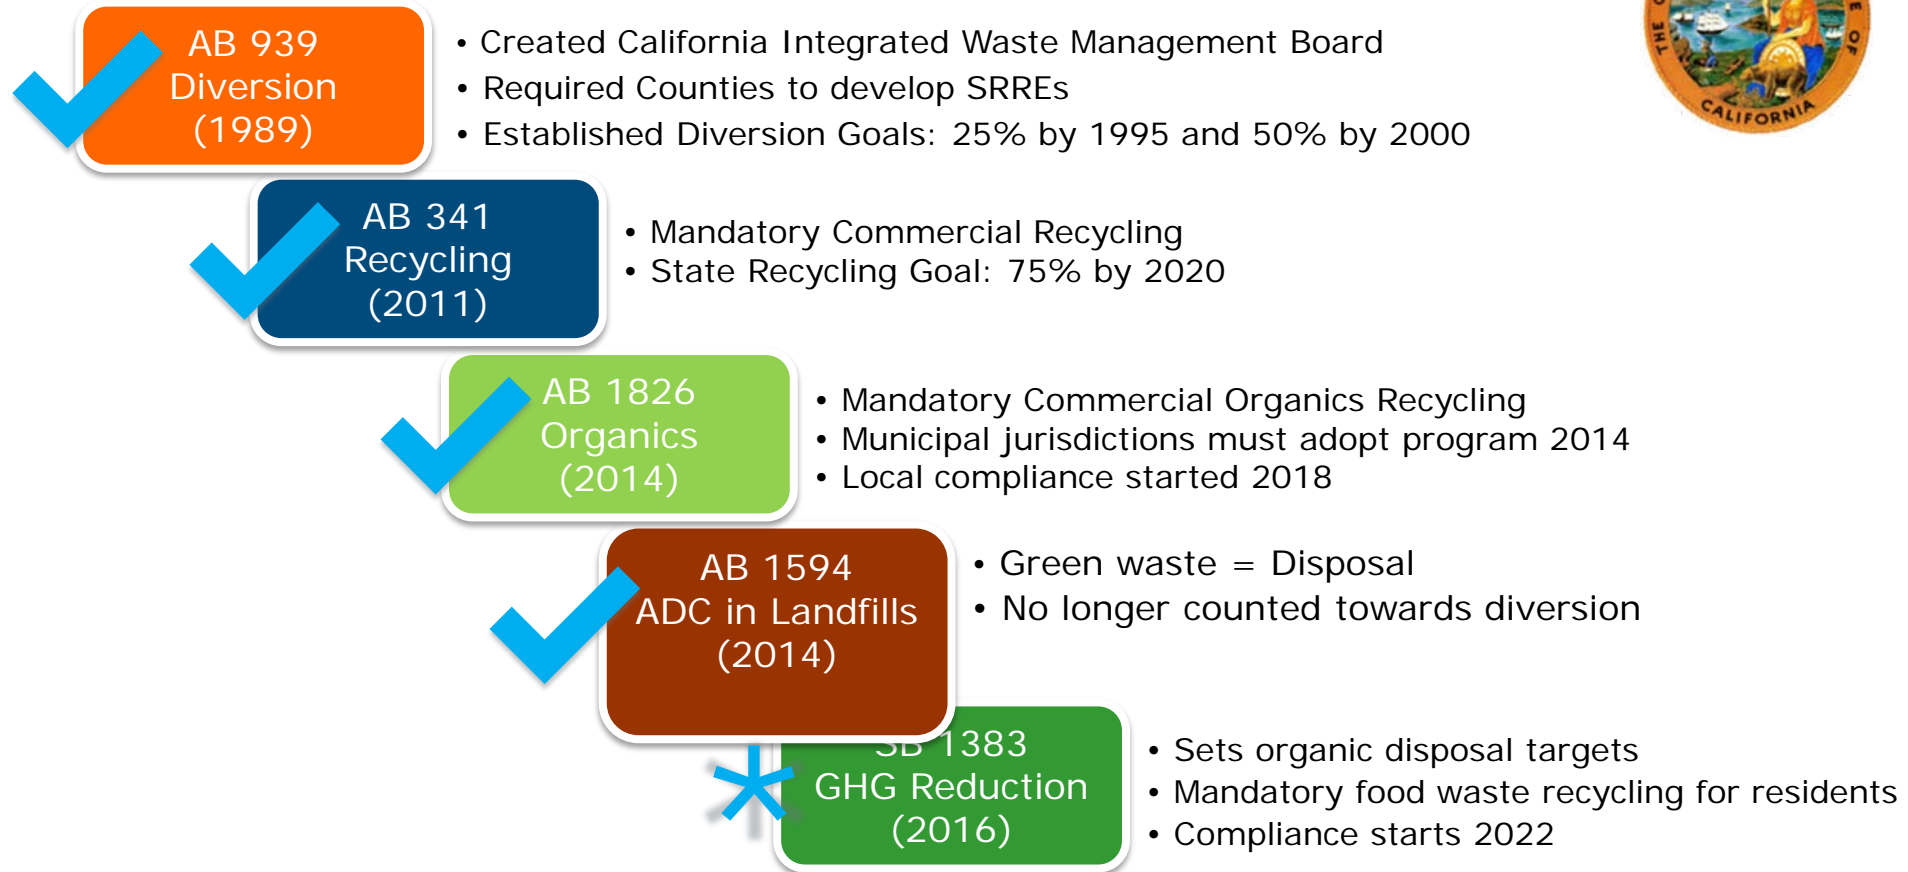 AB 939
Diversion
(1989)
• Created California Integrated Waste Management Board
• Required Counties to develop SRREs
• Established Diversion Goals: 25% by 1995 and 50% by 2000
THE
OF
CALIFORNIA
AB 341
Recycling
(2011)
• Mandatory Commercial Recycling
• State Recycling Goal: 75% by 2020
AB 1826
Organics
(2014)
• Mandatory Commercial Organics Recycling
• Municipal jurisdictions must adopt program 2014
• Local compliance started 2018
AB 1594
ADC in Landfills
(2014)
• Green waste = Disposal
• No longer counted towards diversion
SB 1383
GHG Reduction
(2016)
• Sets organic disposal targets
• Mandatory food waste recycling for residents
• Compliance starts 2022